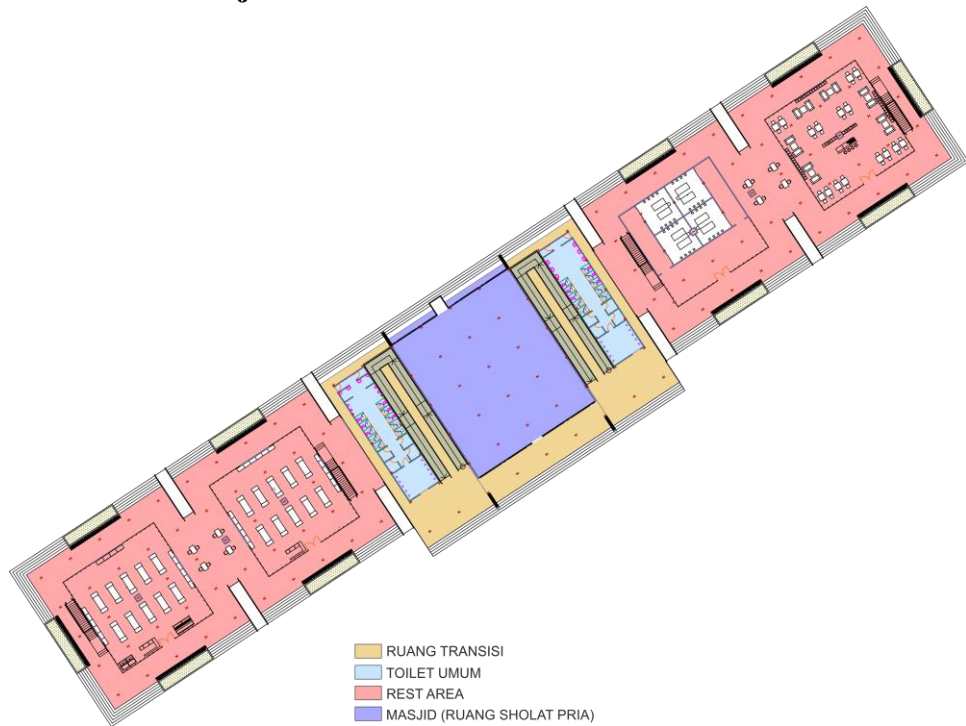 RUANG TRANSISI
TOILET UMUM
REST AREA
MASJID (RUANG SHOLAT PRIA)